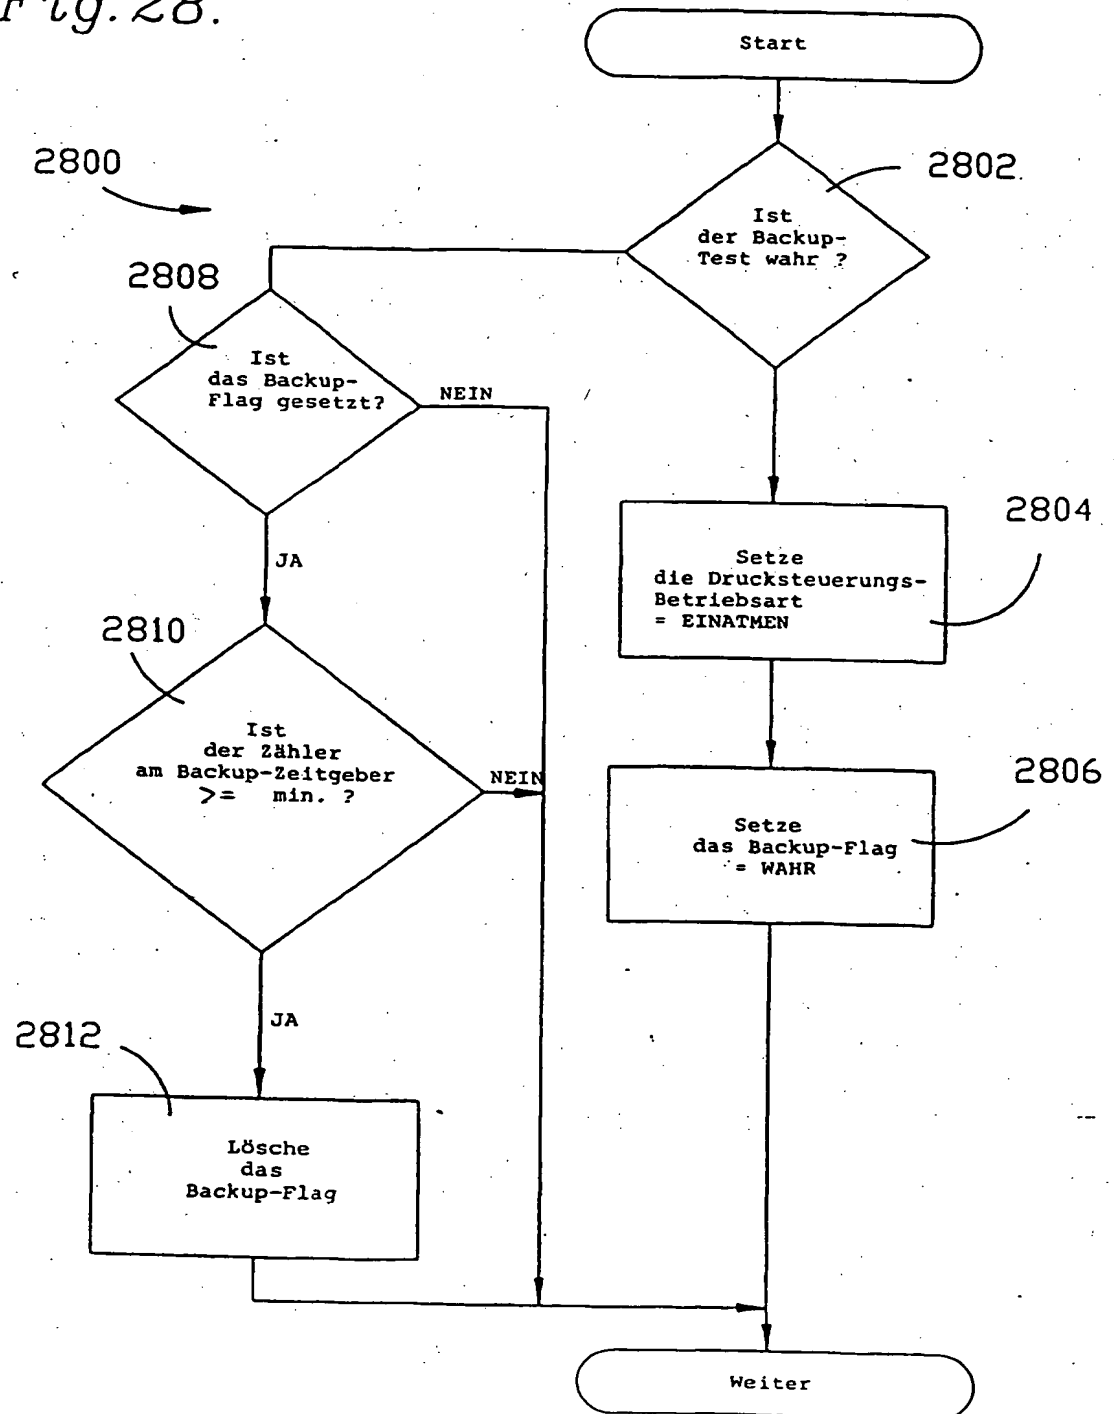 Fig. 28.
Start
2800
2802
Ist
der Backup-
Test wahr ?
2808
Ist
das Backup-
Flag gesetzt?
NEIN
JA
2804
Setze
die Drucksteuerungs-
Betriebsart
= EINATMEN
2810
Ist
der Zähler
am Backup-Zeitgeber
>= min. ?
NEIN
2806
Setze
das Backup-Flag
= WAHR
JA
2812
Lösche
das
Backup-Flag
Weiter